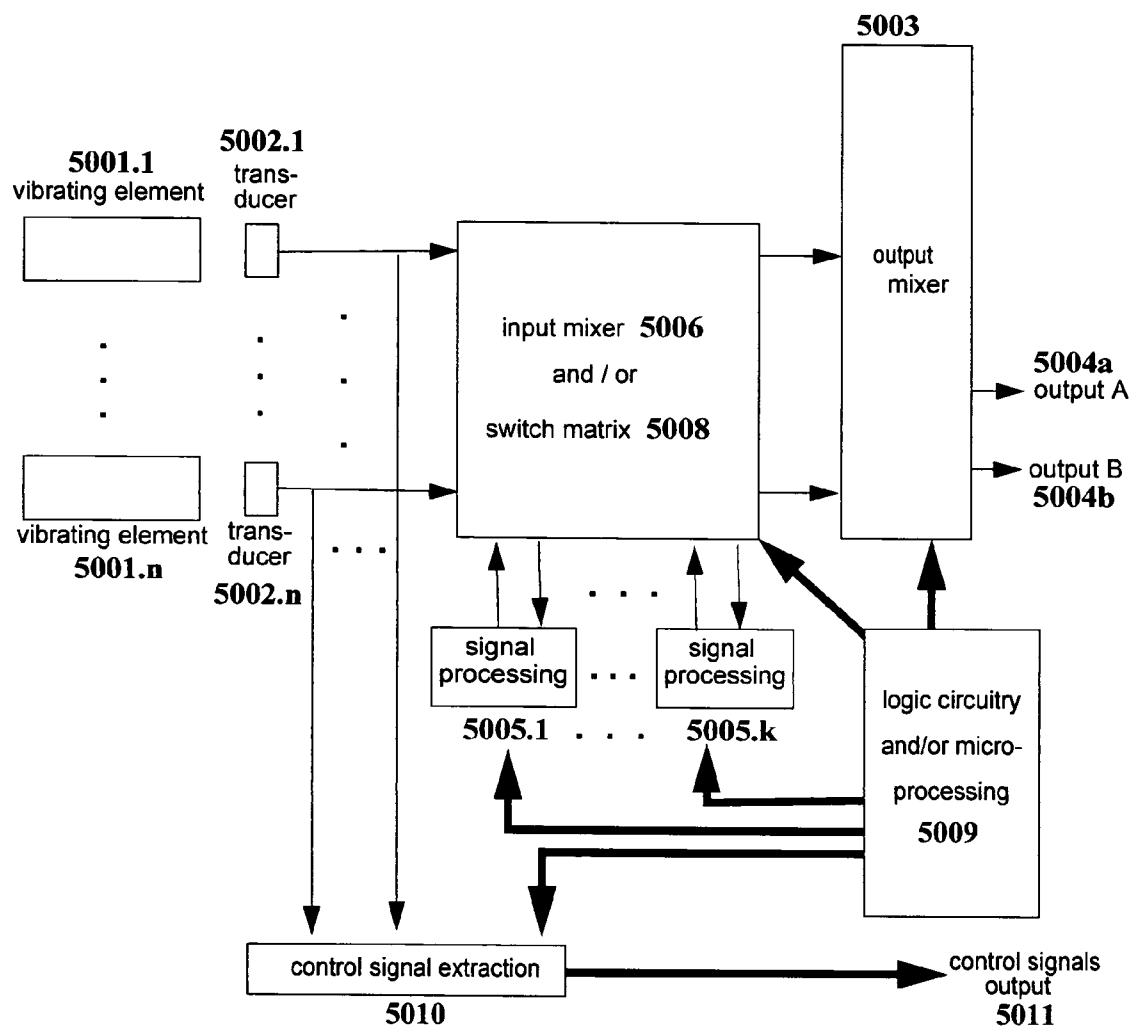 5003
5001.1
vibrating element
5002.1
trans-
ducer
input mixer 5006
and / or
switch matrix 5008
output
mixer
5004a
output A
output B
5004b
vibrating element
5001.n
trans-
ducer
5002.n
signal
processing
signal
processing
5005.1
5005.k
logic circuitry
and/or micro-
processing
5009
control signal extraction
5010
control signals
output
5011